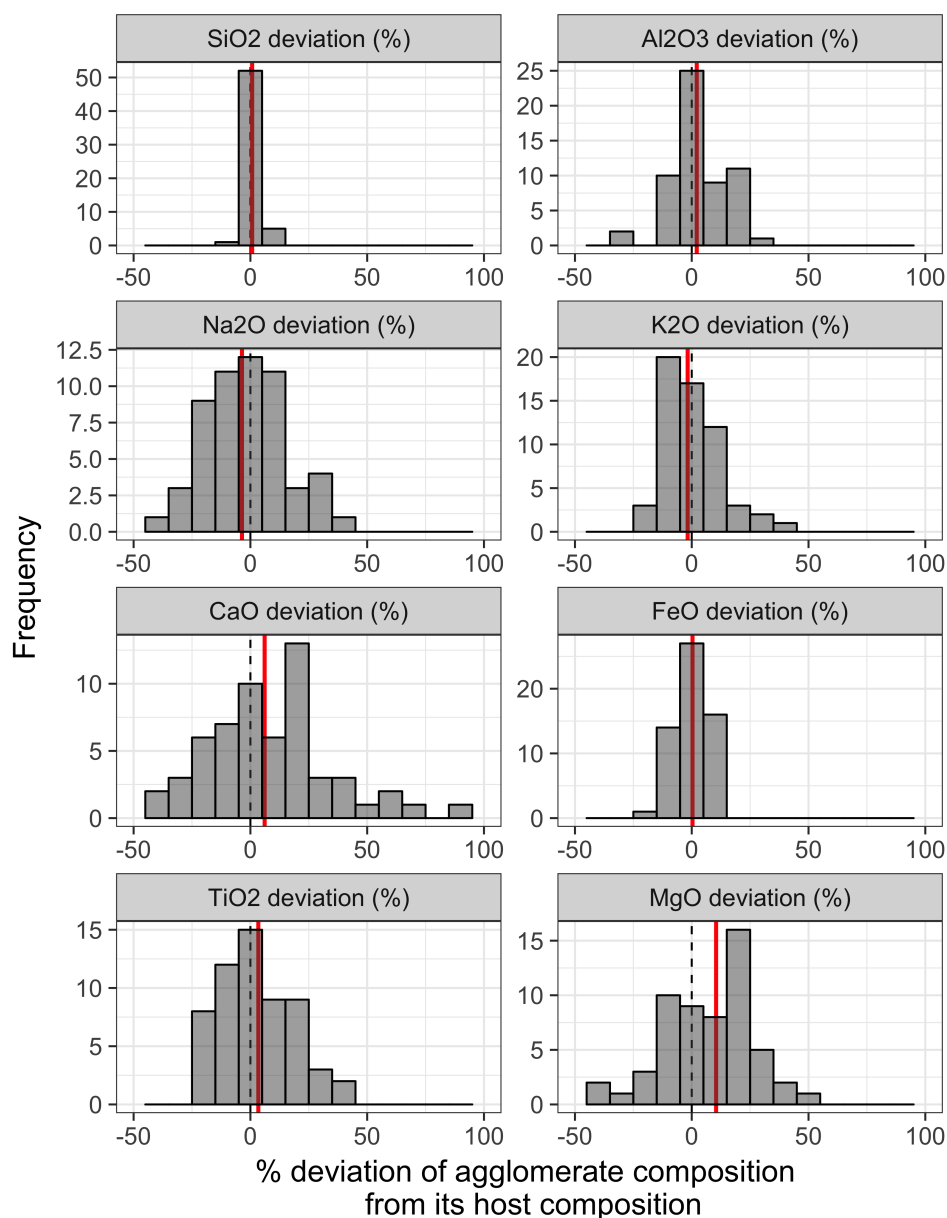 SiO2 deviation (%)
Al2O3 deviation (%)
50
40
30
20
10
0
25
20
15
10
5
0
-50 0 50 100
-50 0 50 100
Na2O deviation (%)
K2O deviation (%)
12.5
10.0
7.5
5.0
2.5
0.0
20
15
10
5
0
-50 0 50 100
-50 0 50 100
Frequency
CaO deviation (%)
FeO deviation (%)
10
5
0
20
10
0
-50 0 50 100
-50 0 50 100
TiO2 deviation (%)
MgO deviation (%)
15
10
5
0
15
10
5
0
-50 0 50 100
-50 0 50 100
% deviation of agglomerate composition
from its host composition